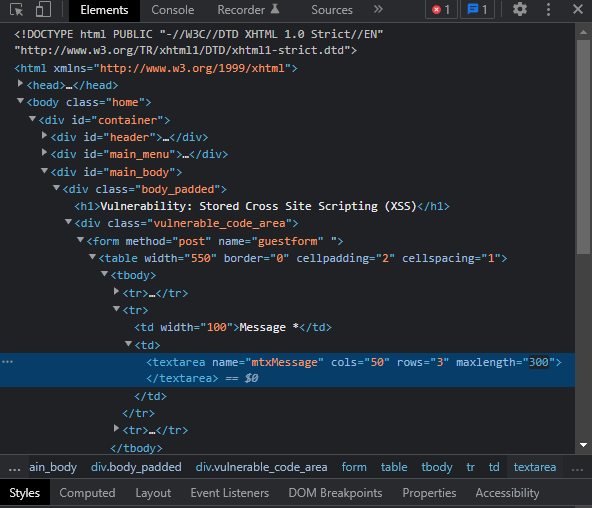 Elements Console Recorder Sources » 1 1
<!DOCTYPE html PUBLIC "-//W3C//DTD XHTML 1.0 Strict//EN"
"http://www.w3.org/TR/xhtml1/DTD/xhtml1-strict.dtd">
<html xmlns="http://www.w3.org/1999/xhtml">
<head>…</head>
<body class="home">
<div id="container">
<div id="header">…</div>
<div id="main_menu">…</div>
<div id="main_body">
<div class="body_padded">
<h1>Vulnerability: Stored Cross Site Scripting (XSS)</h1>
<div class="vulnerable_code_area">
<form method="post" name="guestform" ">
<table width="550" border="0" cellpadding="2" cellspacing="1">
<tbody>
<tr>…</tr>
<tr>
<td width="100">Message *</td>
<td>
… <textarea name="mtxMessage" cols="50" rows="3" maxlength="300">
</textarea> == $0
</td>
</tr>
<tr>…</tr>
</tbody>
… ain_body div.body_padded div.vulnerable_code_area form table tbody tr td textarea …
Styles Computed Layout Event Listeners DOM Breakpoints Properties Accessibility